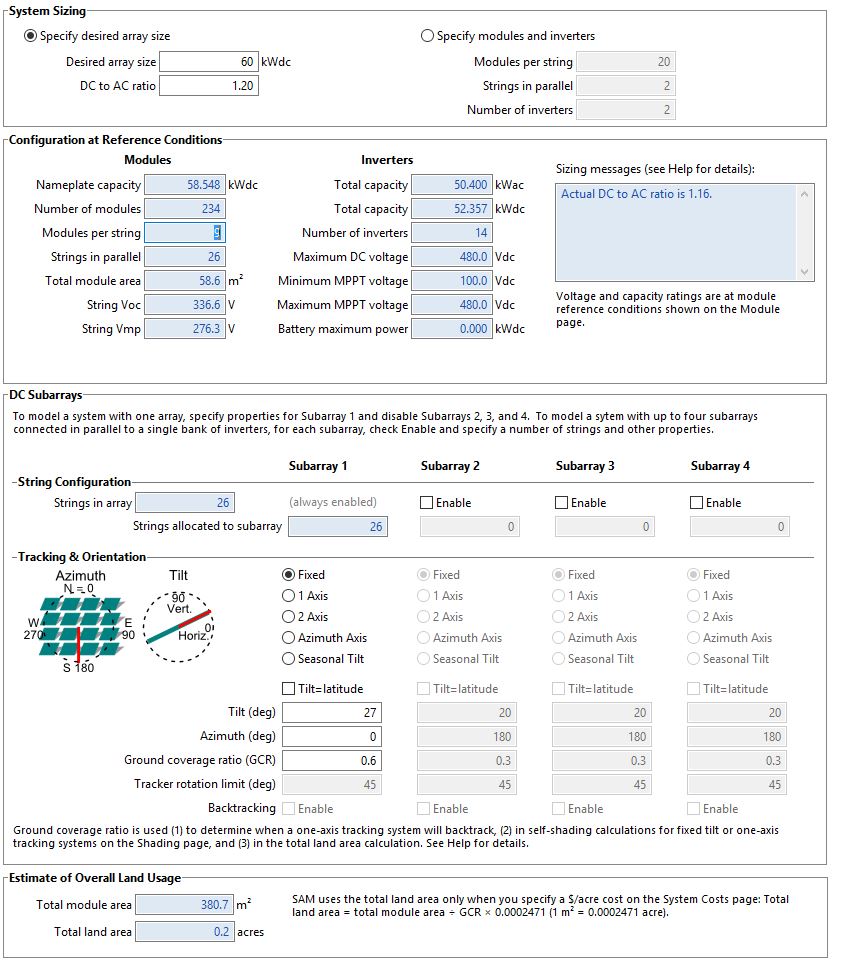 System Sizing
Specify desired array size
Specify modules and inverters
Desired array size 60 kWdc
Modules per string 20
DC to AC ratio 1.20
Strings in parallel 2
Number of inverters 2
Configuration at Reference Conditions
Modules
Inverters
Sizing messages (see Help for details):
Nameplate capacity 58.548 kWdc
Total capacity 50.400 kWac
Actual DC to AC ratio is 1.16.
Number of modules 234
Total capacity 52.357 kWdc
Modules per string 9
Number of inverters 14
Strings in parallel 26
Maximum DC voltage 480.0 Vdc
Total module area 58.6 m²
Minimum MPPT voltage 100.0 Vdc
String Voc 336.6 V
Maximum MPPT voltage 480.0 Vdc
String Vmp 276.3 V
Battery maximum power 0.000 kWdc
Voltage and capacity ratings are at module
reference conditions shown on the Module
page.
DC Subarrays
To model a system with one array, specify properties for Subarray 1 and disable Subarrays 2, 3, and 4. To model a sytem with up to four subarrays
connected in parallel to a single bank of inverters, for each subarray, check Enable and specify a number of strings and other properties.
Subarray 1 Subarray 2 Subarray 3 Subarray 4
String Configuration
Strings in array 26 (always enabled) Enable Enable Enable
Strings allocated to subarray 26 0 0 0
Tracking & Orientation
Azimuth
N = 0
W
270
E
90
S 180
Tilt
90
Vert.
0
Horiz.
Fixed Fixed Fixed Fixed
1 Axis 1 Axis 1 Axis 1 Axis
2 Axis 2 Axis 2 Axis 2 Axis
Azimuth Axis Azimuth Axis Azimuth Axis Azimuth Axis
Seasonal Tilt Seasonal Tilt Seasonal Tilt Seasonal Tilt
Tilt=latitude Tilt=latitude Tilt=latitude Tilt=latitude
Tilt (deg) 27 20 20 20
Azimuth (deg) 0 180 180 180
Ground coverage ratio (GCR) 0.6 0.3 0.3 0.3
Tracker rotation limit (deg) 45 45 45 45
Backtracking Enable Enable Enable Enable
Ground coverage ratio is used (1) to determine when a one-axis tracking system will backtrack, (2) in self-shading calculations for fixed tilt or one-axis
tracking systems on the Shading page, and (3) in the total land area calculation. See Help for details.
Estimate of Overall Land Usage
Total module area 380.7 m²
Total land area 0.2 acres
SAM uses the total land area only when you specify a $/acre cost on the System Costs page: Total
land area = total module area ÷ GCR × 0.0002471 (1 m² = 0.0002471 acre).